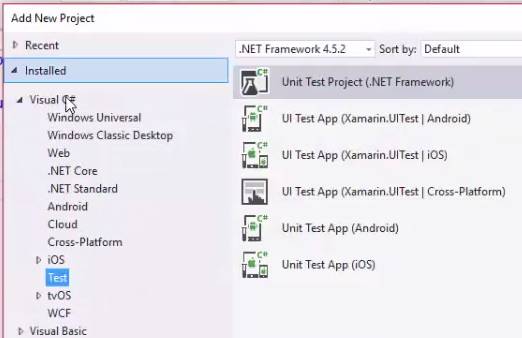 Add New Project
Recent
.NET Framework 4.5.2 Sort by: Default
Installed
Visual C#
Windows Universal
Windows Classic Desktop
Web
.NET Core
.NET Standard
Android
Cloud
Cross-Platform
iOS
Test
tvOS
WCF
Visual Basic
C# Unit Test Project (.NET Framework)
C# UI Test App (Xamarin.UITest | Android)
C# UI Test App (Xamarin.UITest | iOS)
UI Test App (Xamarin.UITest | Cross-Platform)
C# Unit Test App (Android)
C# Unit Test App (iOS)